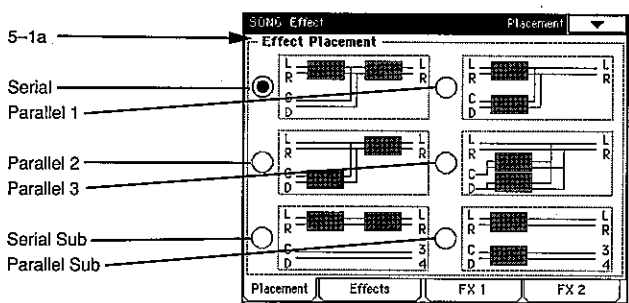 SONG Effect Placement
5-1a
Effect Placement
L L L L
R R R R
Serial
C C
D D
Parallel 1
L 1 L L
R R R R
Parallel 2
Parallel 3
C C
D D
L L L L
R R R R
Serial Sub
C 3 C 3
D 4 D 4
Parallel Sub
Placement Effects FX 1 FX 2